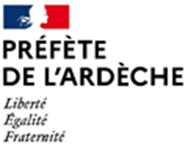 PRÉFÈTE
DE L'ARDÈCHE
Liberté
Égalité
Fraternité